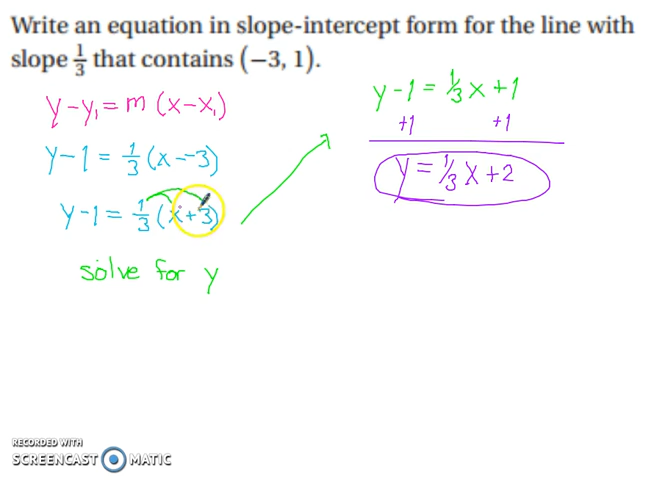 Write an equation in slope-intercept form for the line with
slope 1/3 that contains (−3, 1).
y-y₁=m(x-x₁)
y-1=1/3(x--3)
y-1=1/3(x+3)
solve for y
y-1=1/3x+1
+1 +1
y=1/3x+2
RECORDED WITH
SCREENCAST MATIC